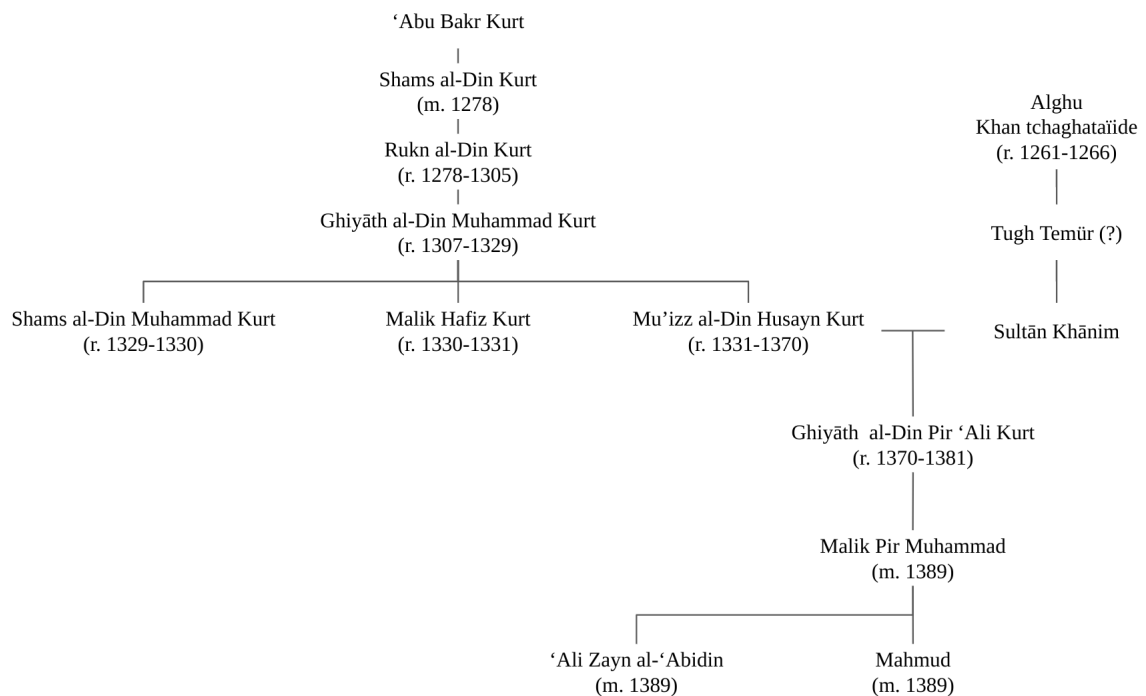 ‘Abu Bakr Kurt
Shams al-Din Kurt
(m. 1278)
Alghu
Khan tchaghataïide
(r. 1261-1266)
Rukn al-Din Kurt
(r. 1278-1305)
Ghiyāth al-Din Muhammad Kurt
(r. 1307-1329)
Tugh Temür (?)
Shams al-Din Muhammad Kurt
(r. 1329-1330)
Malik Hafiz Kurt
(r. 1330-1331)
Mu’izz al-Din Husayn Kurt
(r. 1331-1370)
Sultān Khānim
Ghiyāth  al-Din Pir ‘Ali Kurt
(r. 1370-1381)
Malik Pir Muhammad
(m. 1389)
‘Ali Zayn al-‘Abidin
(m. 1389)
Mahmud
(m. 1389)